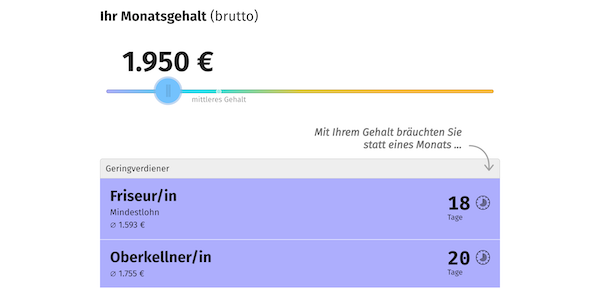 Ihr Monatsgehalt (brutto)
1.950 €
mittleres Gehalt
Mit Ihrem Gehalt bräuchten Sie
statt eines Monats ...
Geringverdiener
Friseur/in
Mindestlohn
∅ 1.593 €
18
Tage
Oberkellner/in
∅ 1.755 €
20
Tage